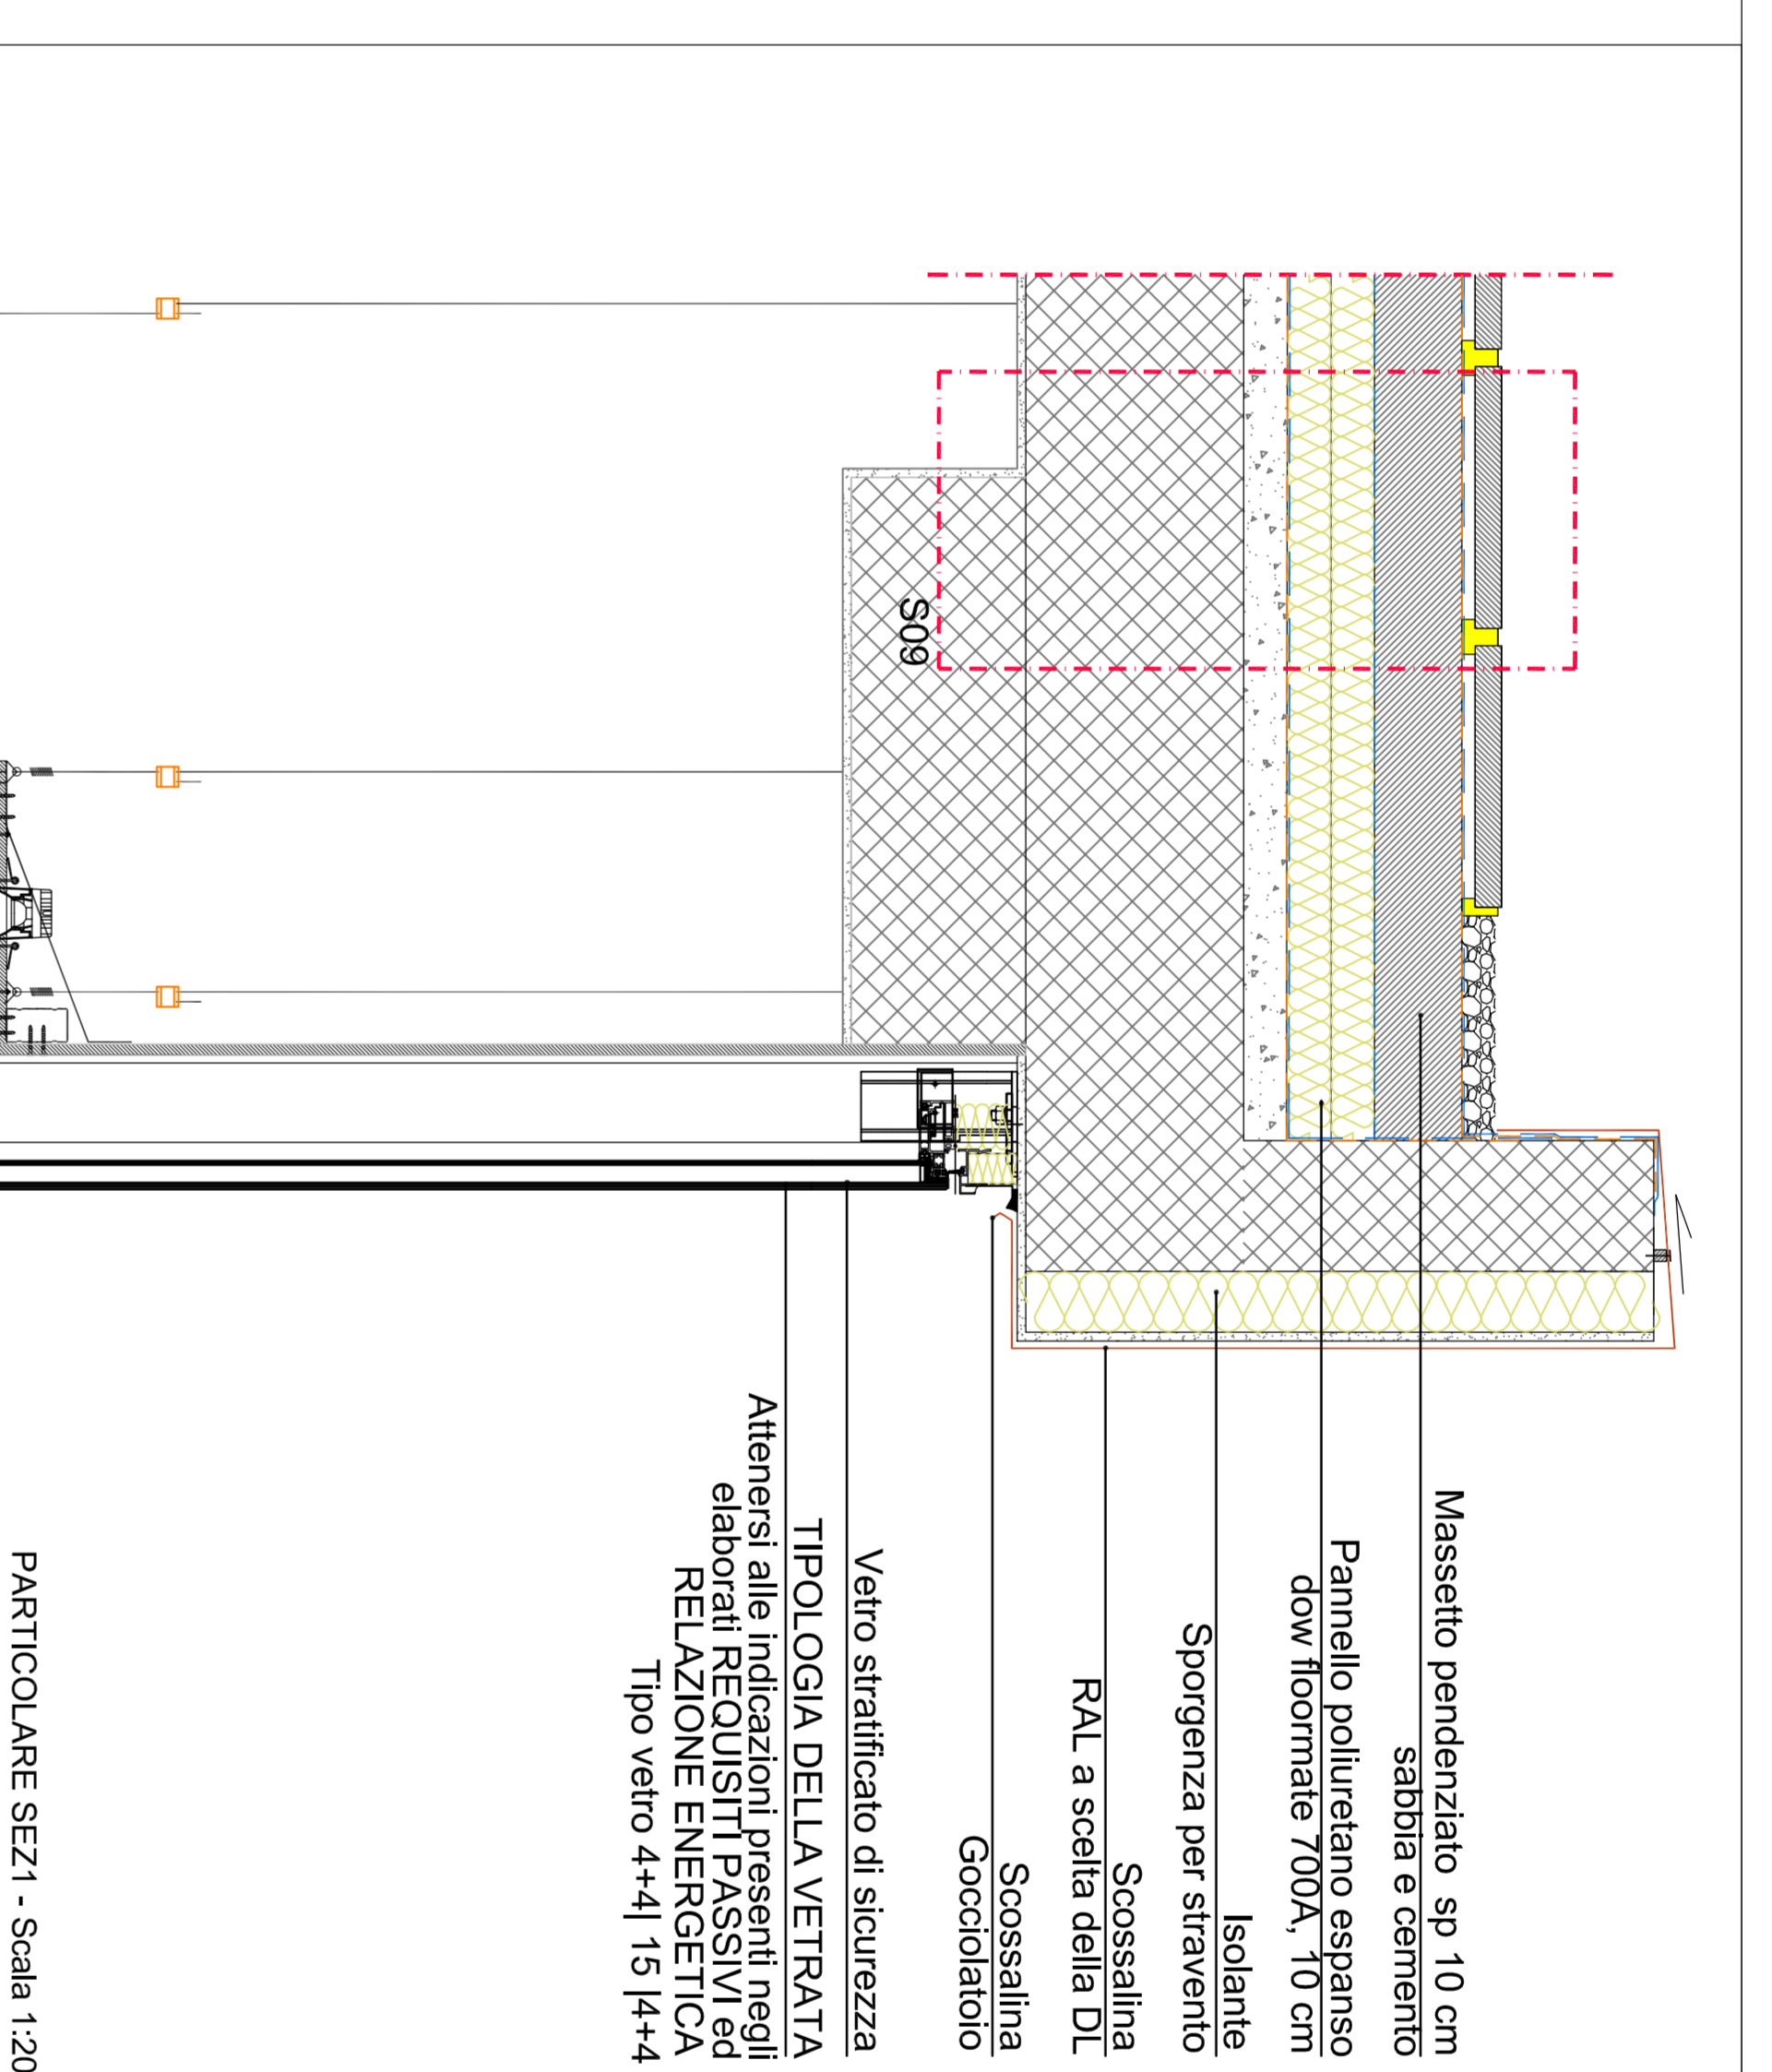 Massetto pendenziato sp 10 cm
sabbia e cemento
Pannello poliuretano espanso
dow floormate 700A, 10 cm
Isolante
Sporgenza per stravento
Scossalina
RAL a scelta della DL
Scossalina
Gocciolatoio
Vetro stratificato di sicurezza
TIPOLOGIA DELLA VETRATA
Attenersi alle indicazioni presenti negli
elaborati REQUISITI PASSIVI ed
RELAZIONE ENERGETICA
Tipo vetro 4+4| 15 |4+4
S09
PARTICOLARE SEZ1 - Scala 1:20